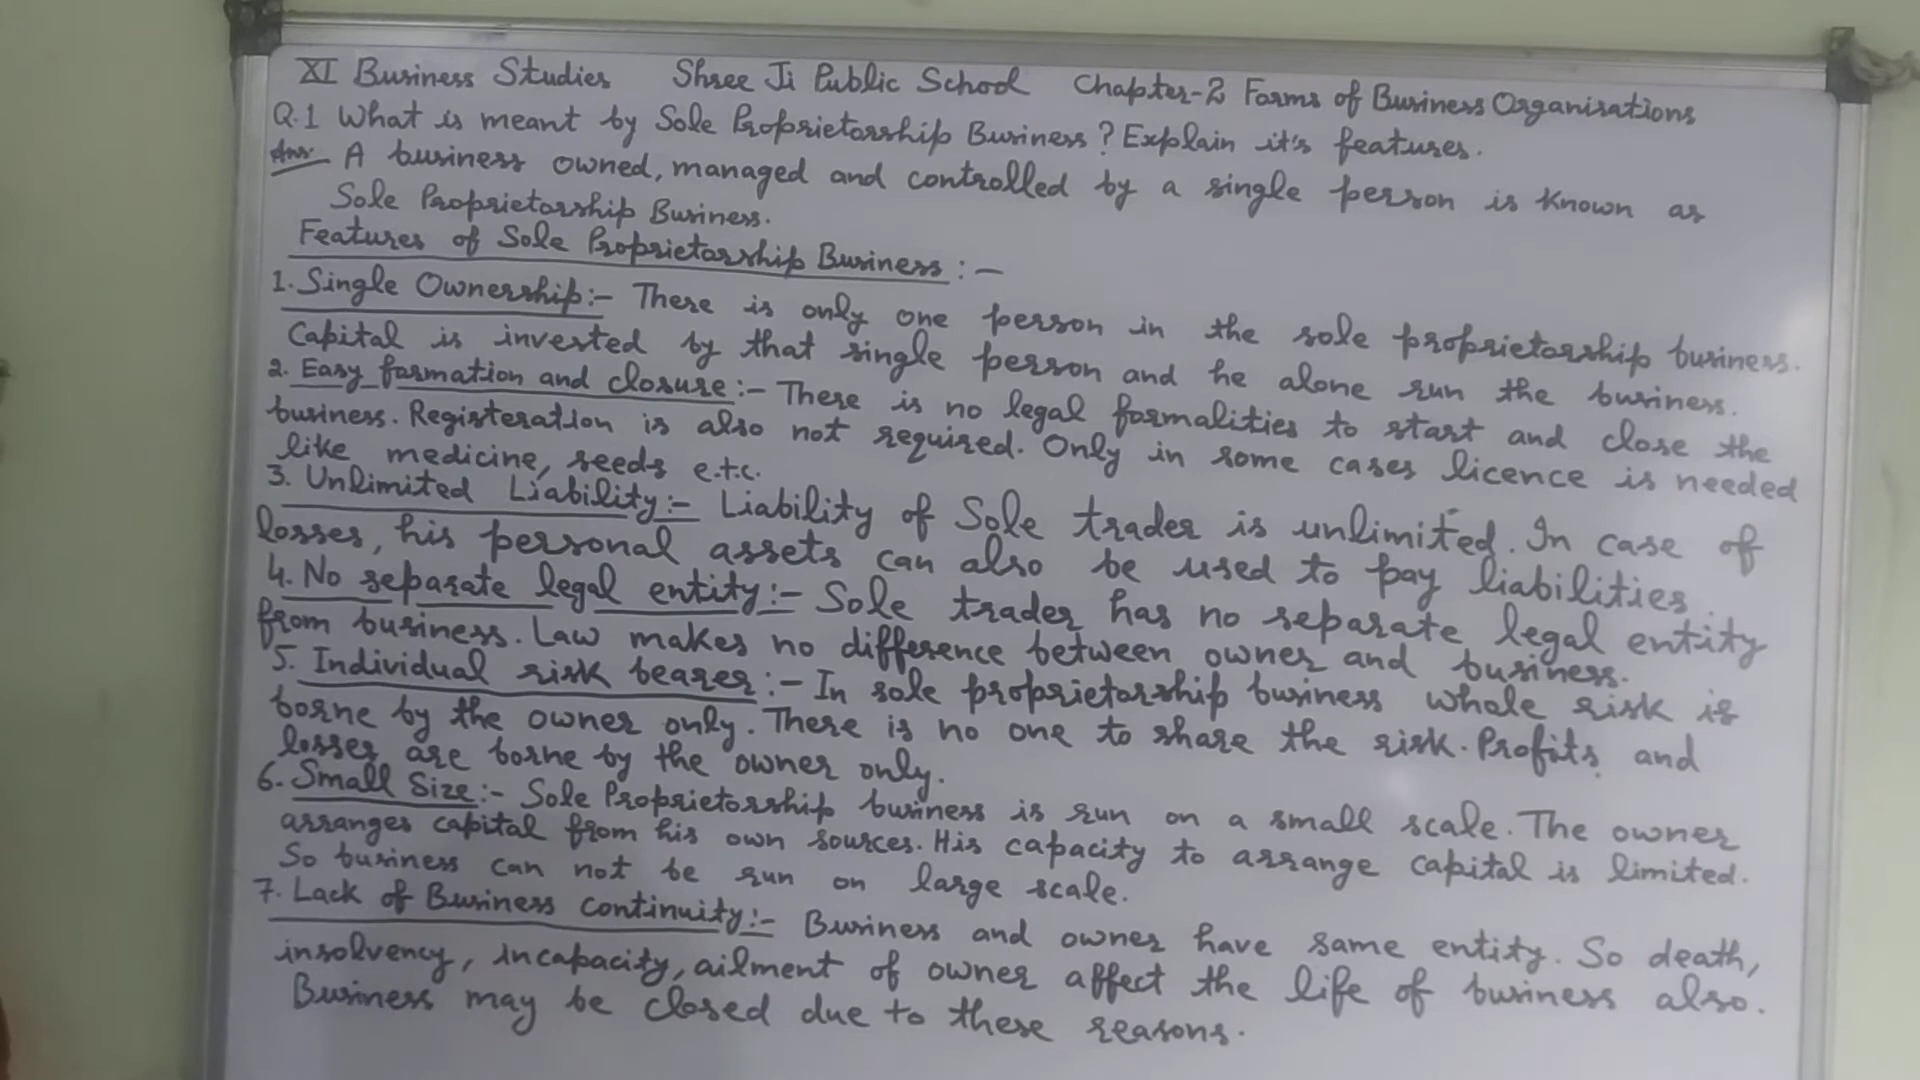 XI Business Studies Shree Ji Public School Chapter-2 Forms of Business Organisations
Q.1 What is meant by Sole Proprietorship Business? Explain it's features.
Ans. A business owned, managed and controlled by a single person is known as
Sole Proprietorship Business.
Features of Sole Proprietorship Business:-
1. Single Ownership:- There is only one person in the sole proprietorship business.
Capital is invested by that single person and he alone run the business.
2. Easy formation and closure:- There is no legal formalities to start and close the
business. Registeration is also not required. Only in some cases licence is needed
like medicine, seeds e.t.c.
3. Unlimited Liability:- Liability of Sole trader is unlimited. In case of
losses, his personal assets can also be used to pay liabilities.
4. No separate legal entity:- Sole trader has no separate legal entity
from business. Law makes no difference between owner and business.
5. Individual risk bearer:- In sole proprietorship business whole risk is
borne by the owner only. There is no one to share the risk. Profits and
losses are borne by the owner only.
6. Small Size:- Sole Proprietorship business is run on a small scale. The owner
arranges capital from his own sources. His capacity to arrange capital is limited.
So business can not be run on large scale.
7. Lack of Business continuity:- Business and owner have same entity. So death,
insolvency, incapacity, ailment of owner affect the life of business also.
Business may be closed due to these reasons.